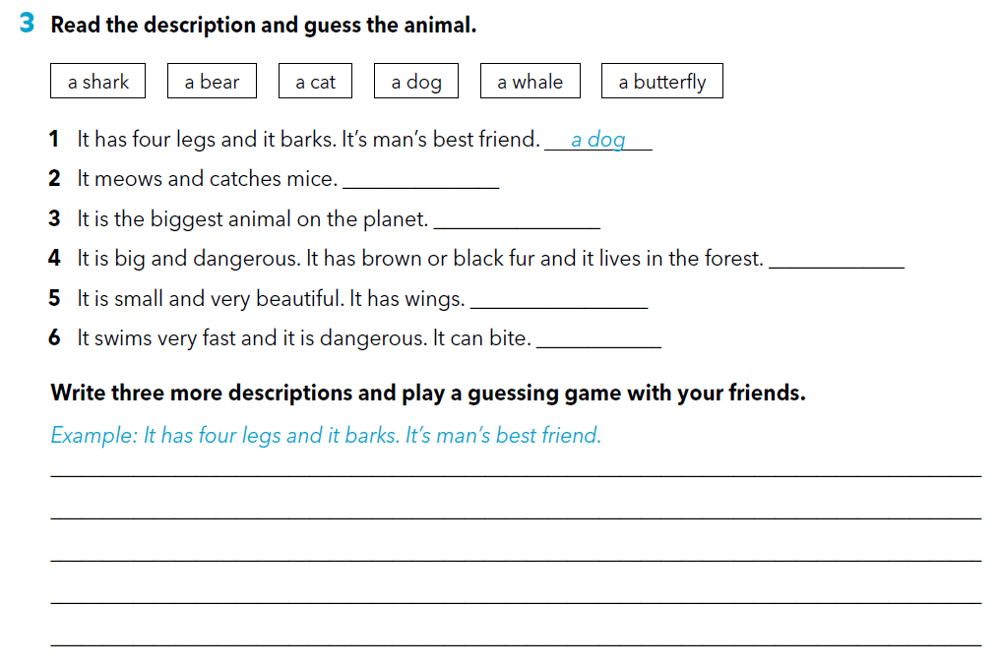 3 Read the description and guess the animal.
a shark a bear a cat a dog a whale a butterfly
1 It has four legs and it barks. It’s man’s best friend. a dog
2 It meows and catches mice.
3 It is the biggest animal on the planet.
4 It is big and dangerous. It has brown or black fur and it lives in the forest.
5 It is small and very beautiful. It has wings.
6 It swims very fast and it is dangerous. It can bite.
Write three more descriptions and play a guessing game with your friends.
Example: It has four legs and it barks. It’s man’s best friend.